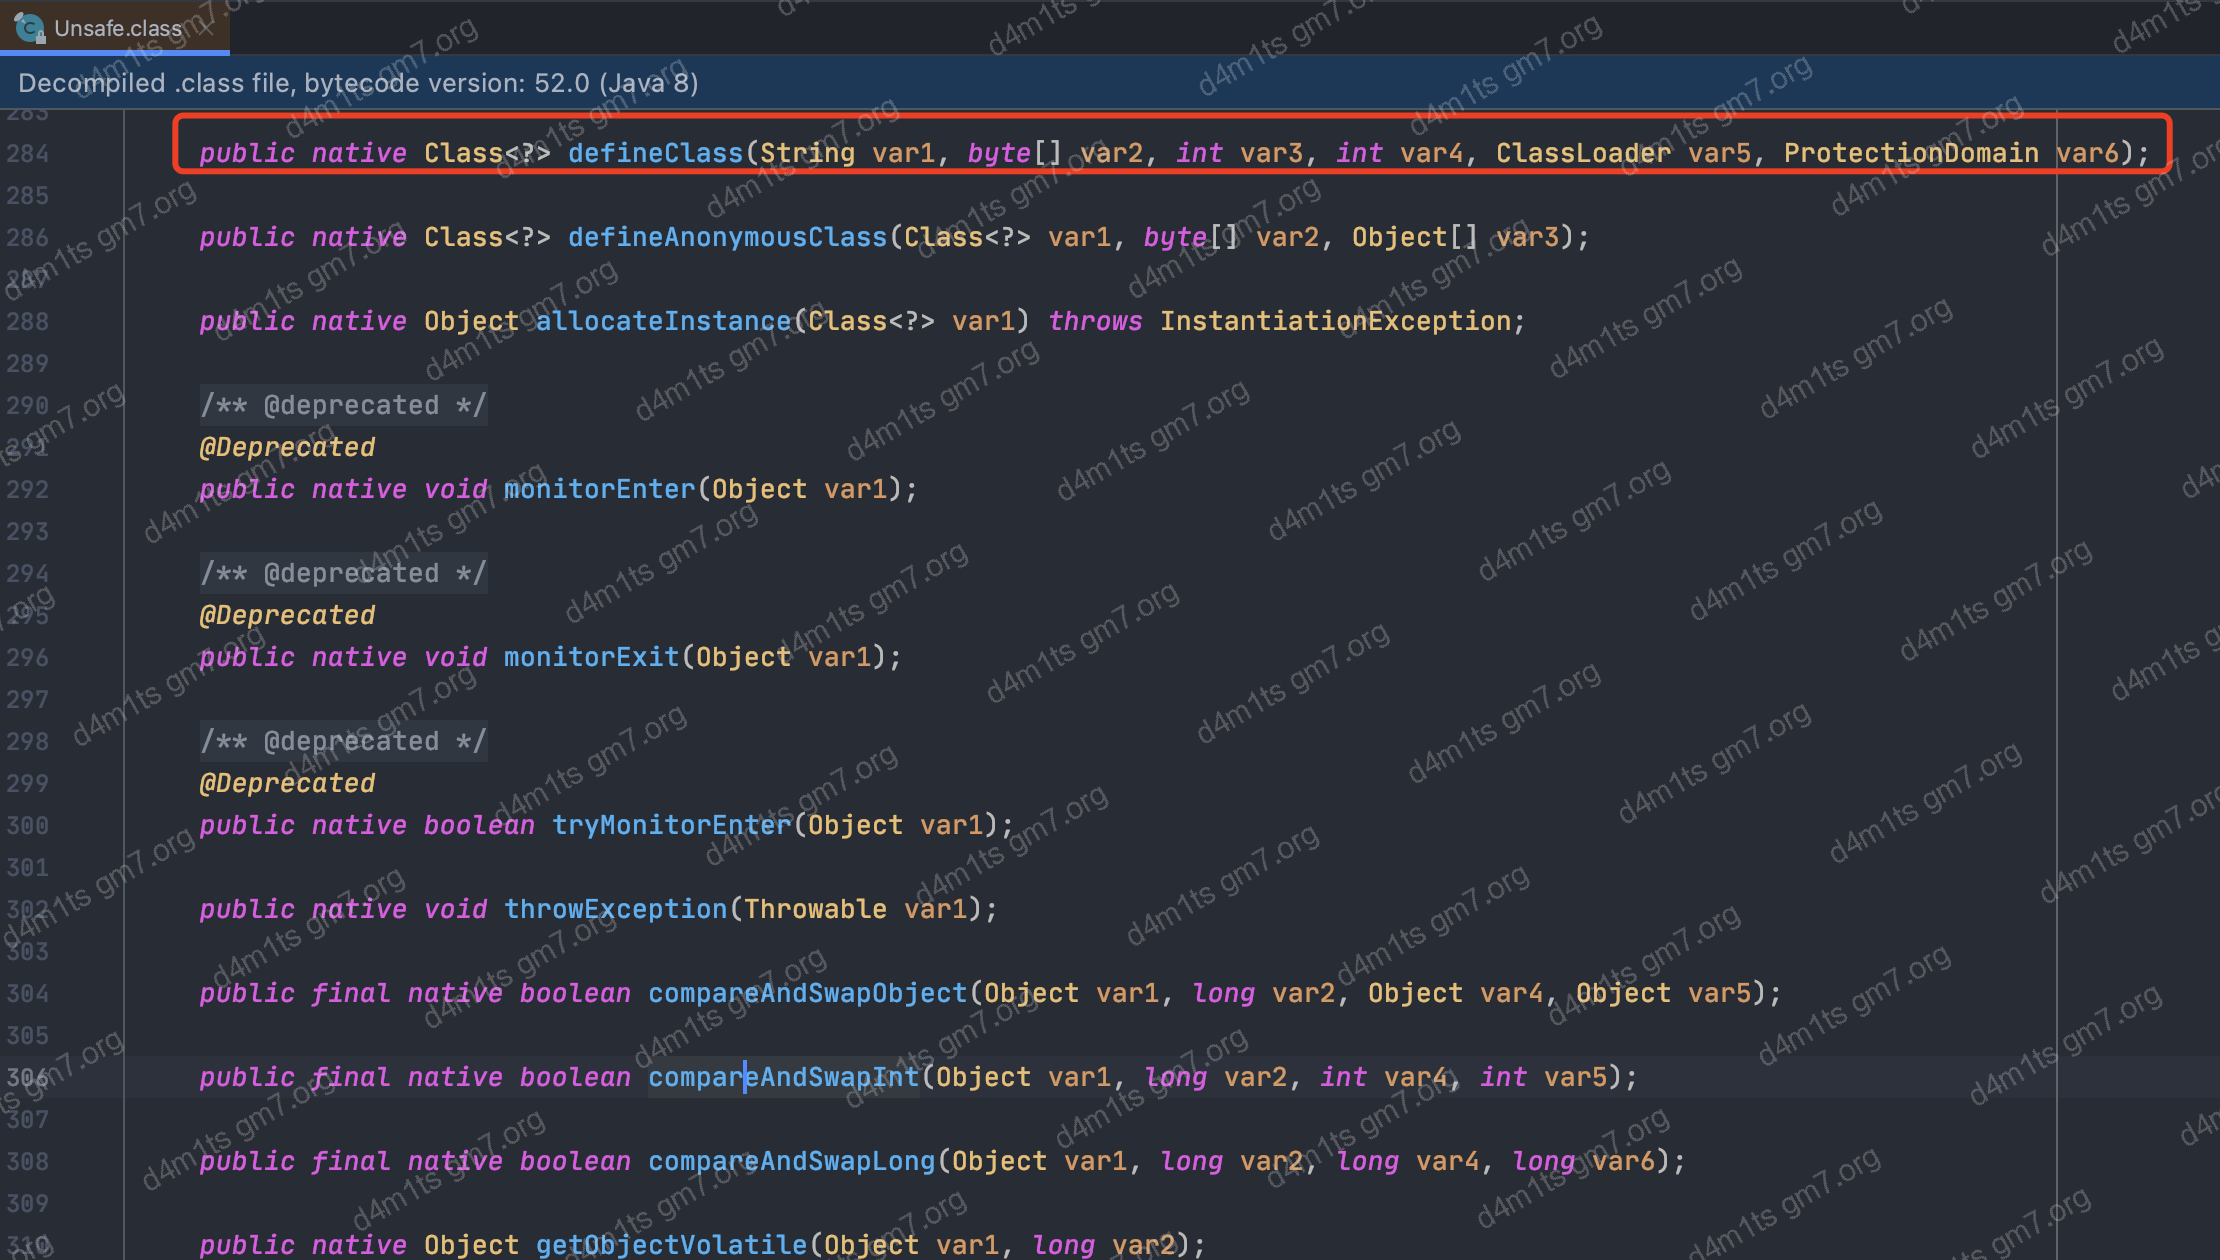 Unsafe.class
Decompiled .class file, bytecode version: 52.0 (Java 8)
283
284 public native Class<?> defineClass(String var1, byte[] var2, int var3, int var4, ClassLoader var5, ProtectionDomain var6);
285
286 public native Class<?> defineAnonymousClass(Class<?> var1, byte[] var2, Object[] var3);
287
288 public native Object allocateInstance(Class<?> var1) throws InstantiationException;
289
290 /** @deprecated */
291 @Deprecated
292 public native void monitorEnter(Object var1);
293
294 /** @deprecated */
295 @Deprecated
296 public native void monitorExit(Object var1);
297
298 /** @deprecated */
299 @Deprecated
300 public native boolean tryMonitorEnter(Object var1);
301
302 public native void throwException(Throwable var1);
303
304 public final native boolean compareAndSwapObject(Object var1, long var2, Object var4, Object var5);
305
306 public final native boolean compareAndSwapInt(Object var1, long var2, int var4, int var5);
307
308 public final native boolean compareAndSwapLong(Object var1, long var2, long var4, long var6);
309
310 public native Object getObjectVolatile(Object var1, long var2);
d4m1ts gm7.org